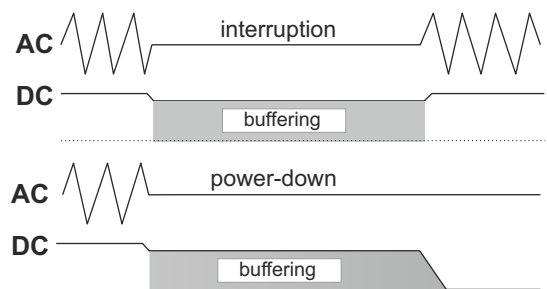 AC interruption
DC
buffering
AC power-down
DC
buffering